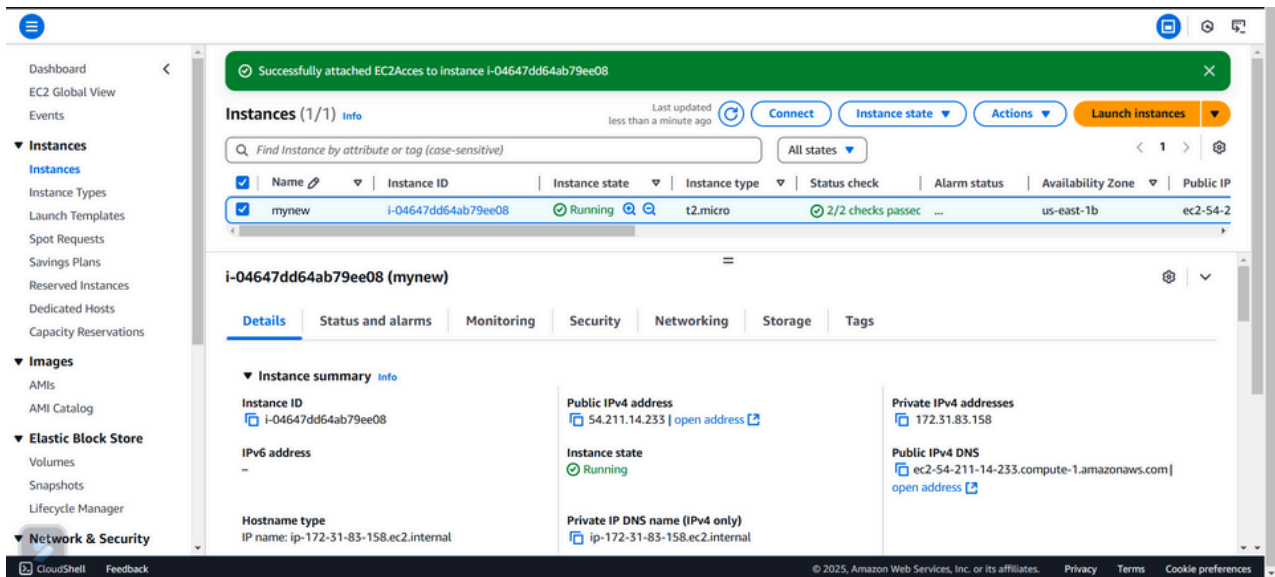 Dashboard
EC2 Global View
Events
Instances
Instances
Instance Types
Launch Templates
Spot Requests
Savings Plans
Reserved Instances
Dedicated Hosts
Capacity Reservations
Images
AMIs
AMI Catalog
Elastic Block Store
Volumes
Snapshots
Lifecycle Manager
Network & Security
Successfully attached EC2Acces to instance i-04647dd64ab79ee08
Instances (1/1) Info
Last updated
less than a minute ago
Connect
Instance state
Actions
Launch instances
Find Instance by attribute or tag (case-sensitive)
All states
1
Name Instance ID Instance state Instance type Status check Alarm status Availability Zone Public IP
mynew i-04647dd64ab79ee08 Running t2.micro 2/2 checks passec ... us-east-1b ec2-54-2
i-04647dd64ab79ee08 (mynew)
Details Status and alarms Monitoring Security Networking Storage Tags
Instance summary Info
Instance ID
i-04647dd64ab79ee08
Public IPv4 address
54.211.14.233 | open address
Private IPv4 addresses
172.31.83.158
IPv6 address
–
Instance state
Running
Public IPv4 DNS
ec2-54-211-14-233.compute-1.amazonaws.com |
open address
Hostname type
IP name: ip-172-31-83-158.ec2.internal
Private IP DNS name (IPv4 only)
ip-172-31-83-158.ec2.internal
CloudShell Feedback © 2025, Amazon Web Services, Inc. or its affiliates. Privacy Terms Cookie preferences